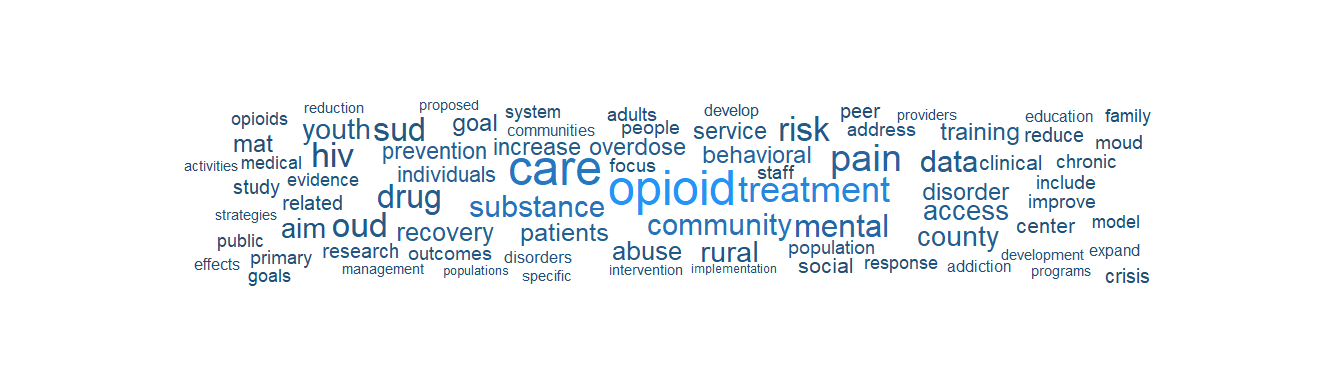 reduction proposed system adults develop peer providers education family
opioids youth sud goal communities people service risk address training reduce moud
mat hiv prevention increase overdose behavioral pain data clinical chronic
activities medical individuals care focus staff
study evidence drug opioid treatment disorder include
related substance access improve
strategies aim oud recovery patients community mental county center model
public research outcomes abuse rural population development expand
effects primary management disorders intervention implementation social response addiction programs crisis
goals populations specific